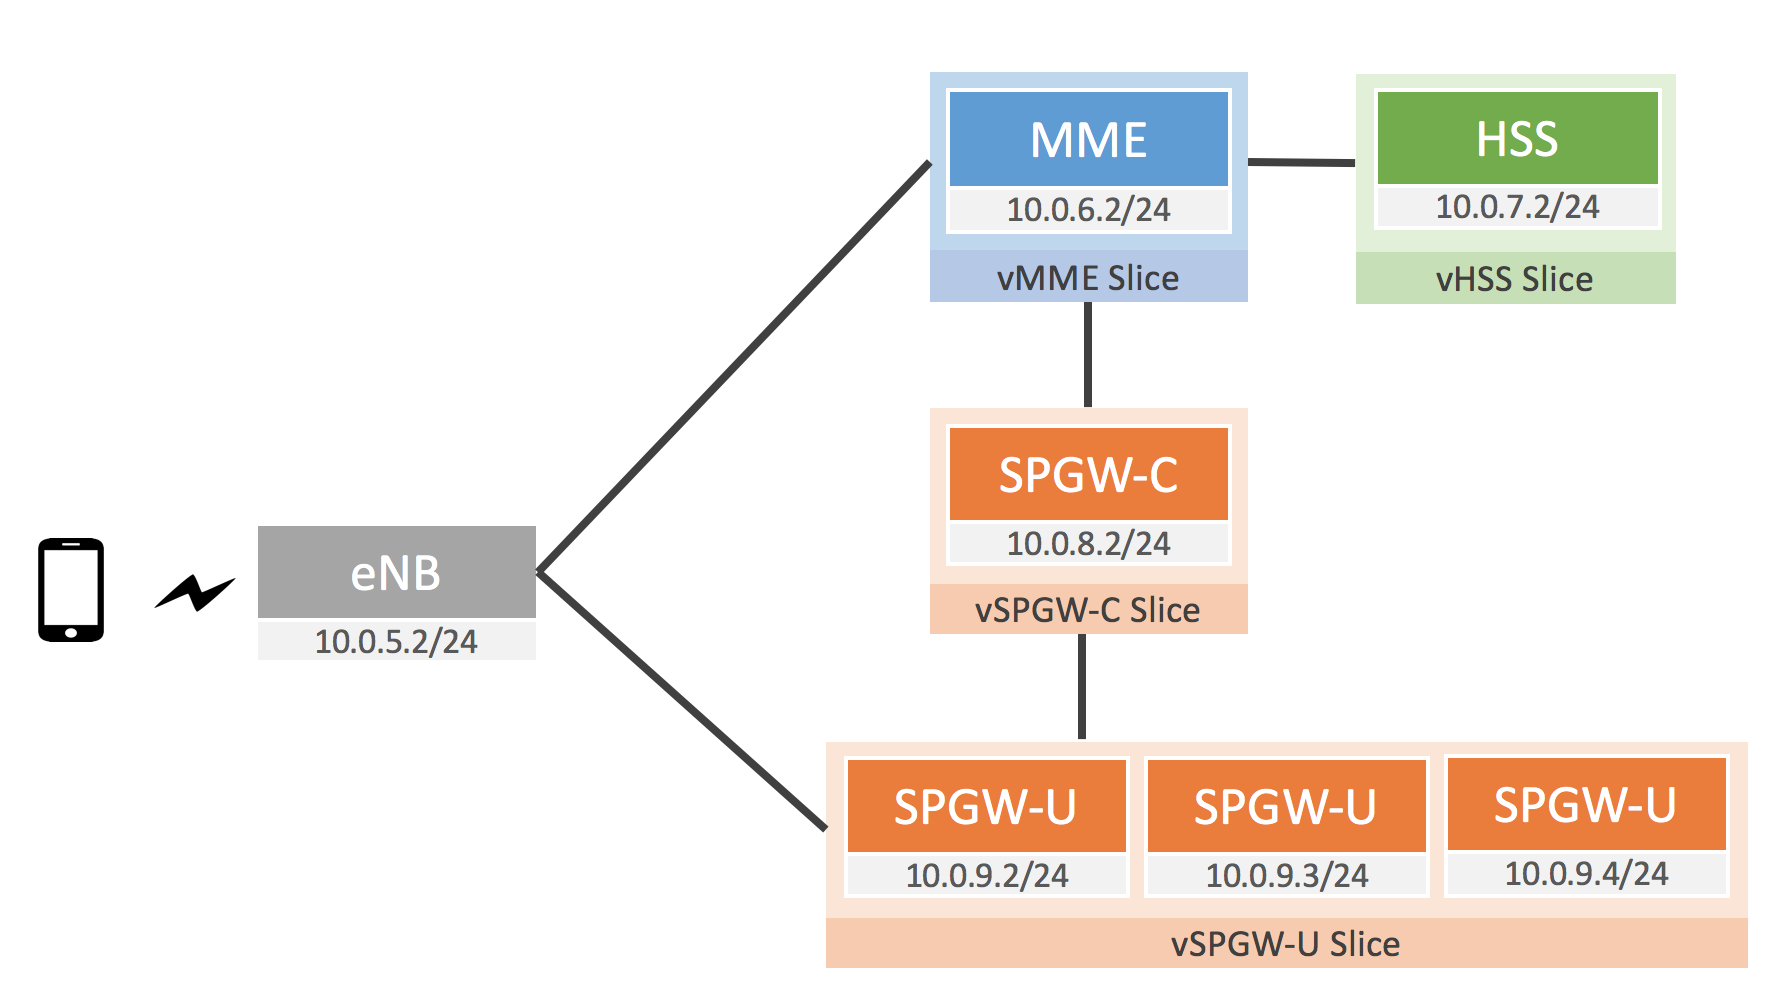 MME
10.0.6.2/24
vMME Slice
HSS
10.0.7.2/24
vHSS Slice
SPGW-C
10.0.8.2/24
vSPGW-C Slice
eNB
10.0.5.2/24
SPGW-U
10.0.9.2/24
SPGW-U
10.0.9.3/24
SPGW-U
10.0.9.4/24
vSPGW-U Slice